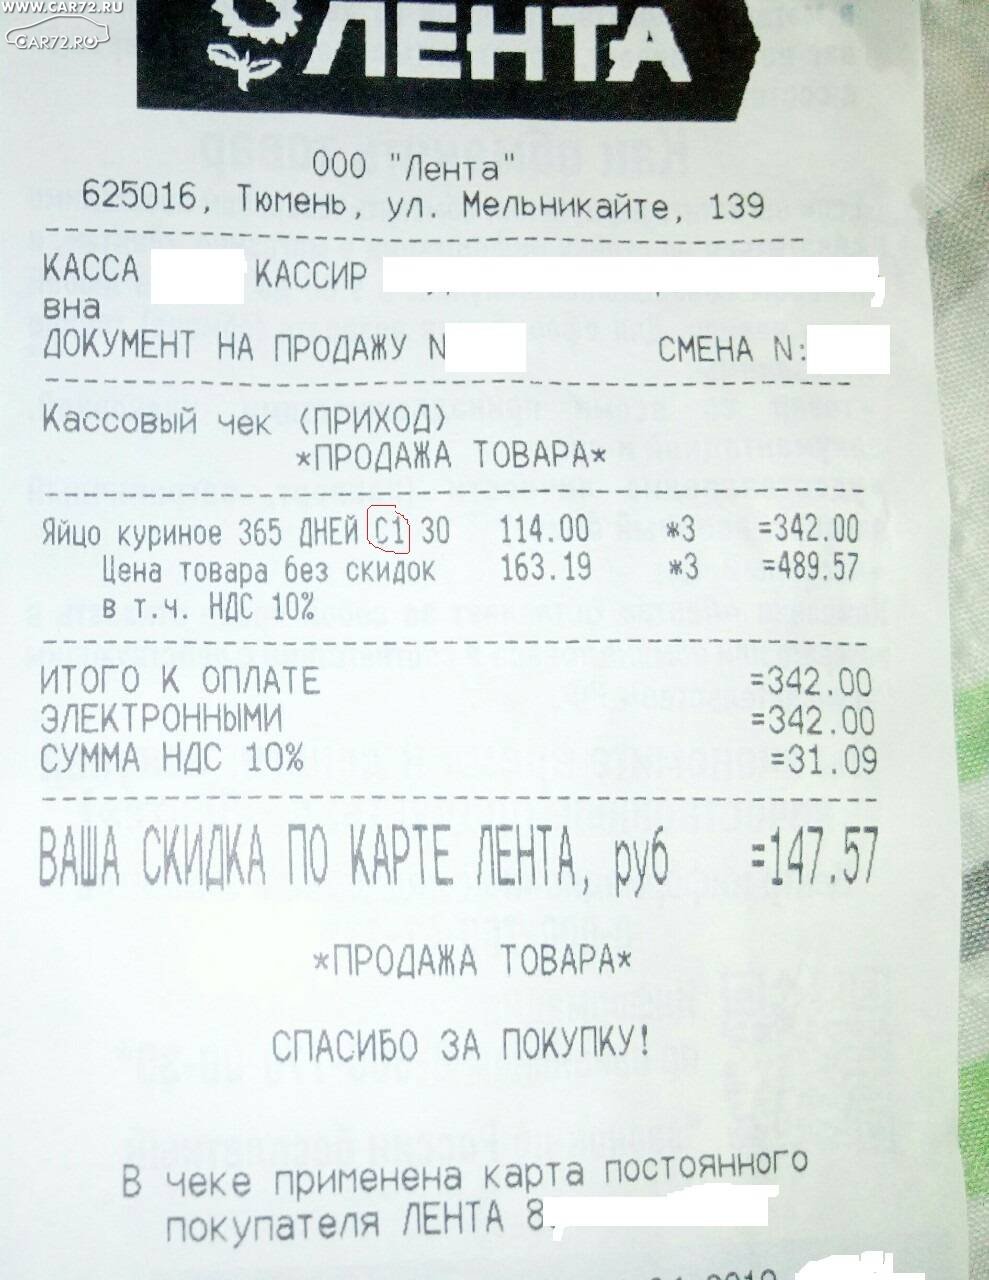 WWW.CAR72.RU
CAR72.RU
ЛЕНТА
ООО "Лента"
625016, Тюмень, ул. Мельникайте, 139
КАССА КАССИР
вна
ДОКУМЕНТ НА ПРОДАЖУ N СМЕНА N:
Кассовый чек (ПРИХОД)
*ПРОДАЖА ТОВАРА*
Яйцо куриное 365 ДНЕЙ С1 30 114.00 *3 =342.00
Цена товара без скидок 163.19 *3 =489.57
в т.ч. НДС 10%
ИТОГО К ОПЛАТЕ =342.00
ЭЛЕКТРОННЫМИ =342.00
СУММА НДС 10% =31.09
ВАША СКИДКА ПО КАРТЕ ЛЕНТА, руб =147.57
*ПРОДАЖА ТОВАРА*
СПАСИБО ЗА ПОКУПКУ!
В чеке применена карта постоянного
покупателя ЛЕНТА 8